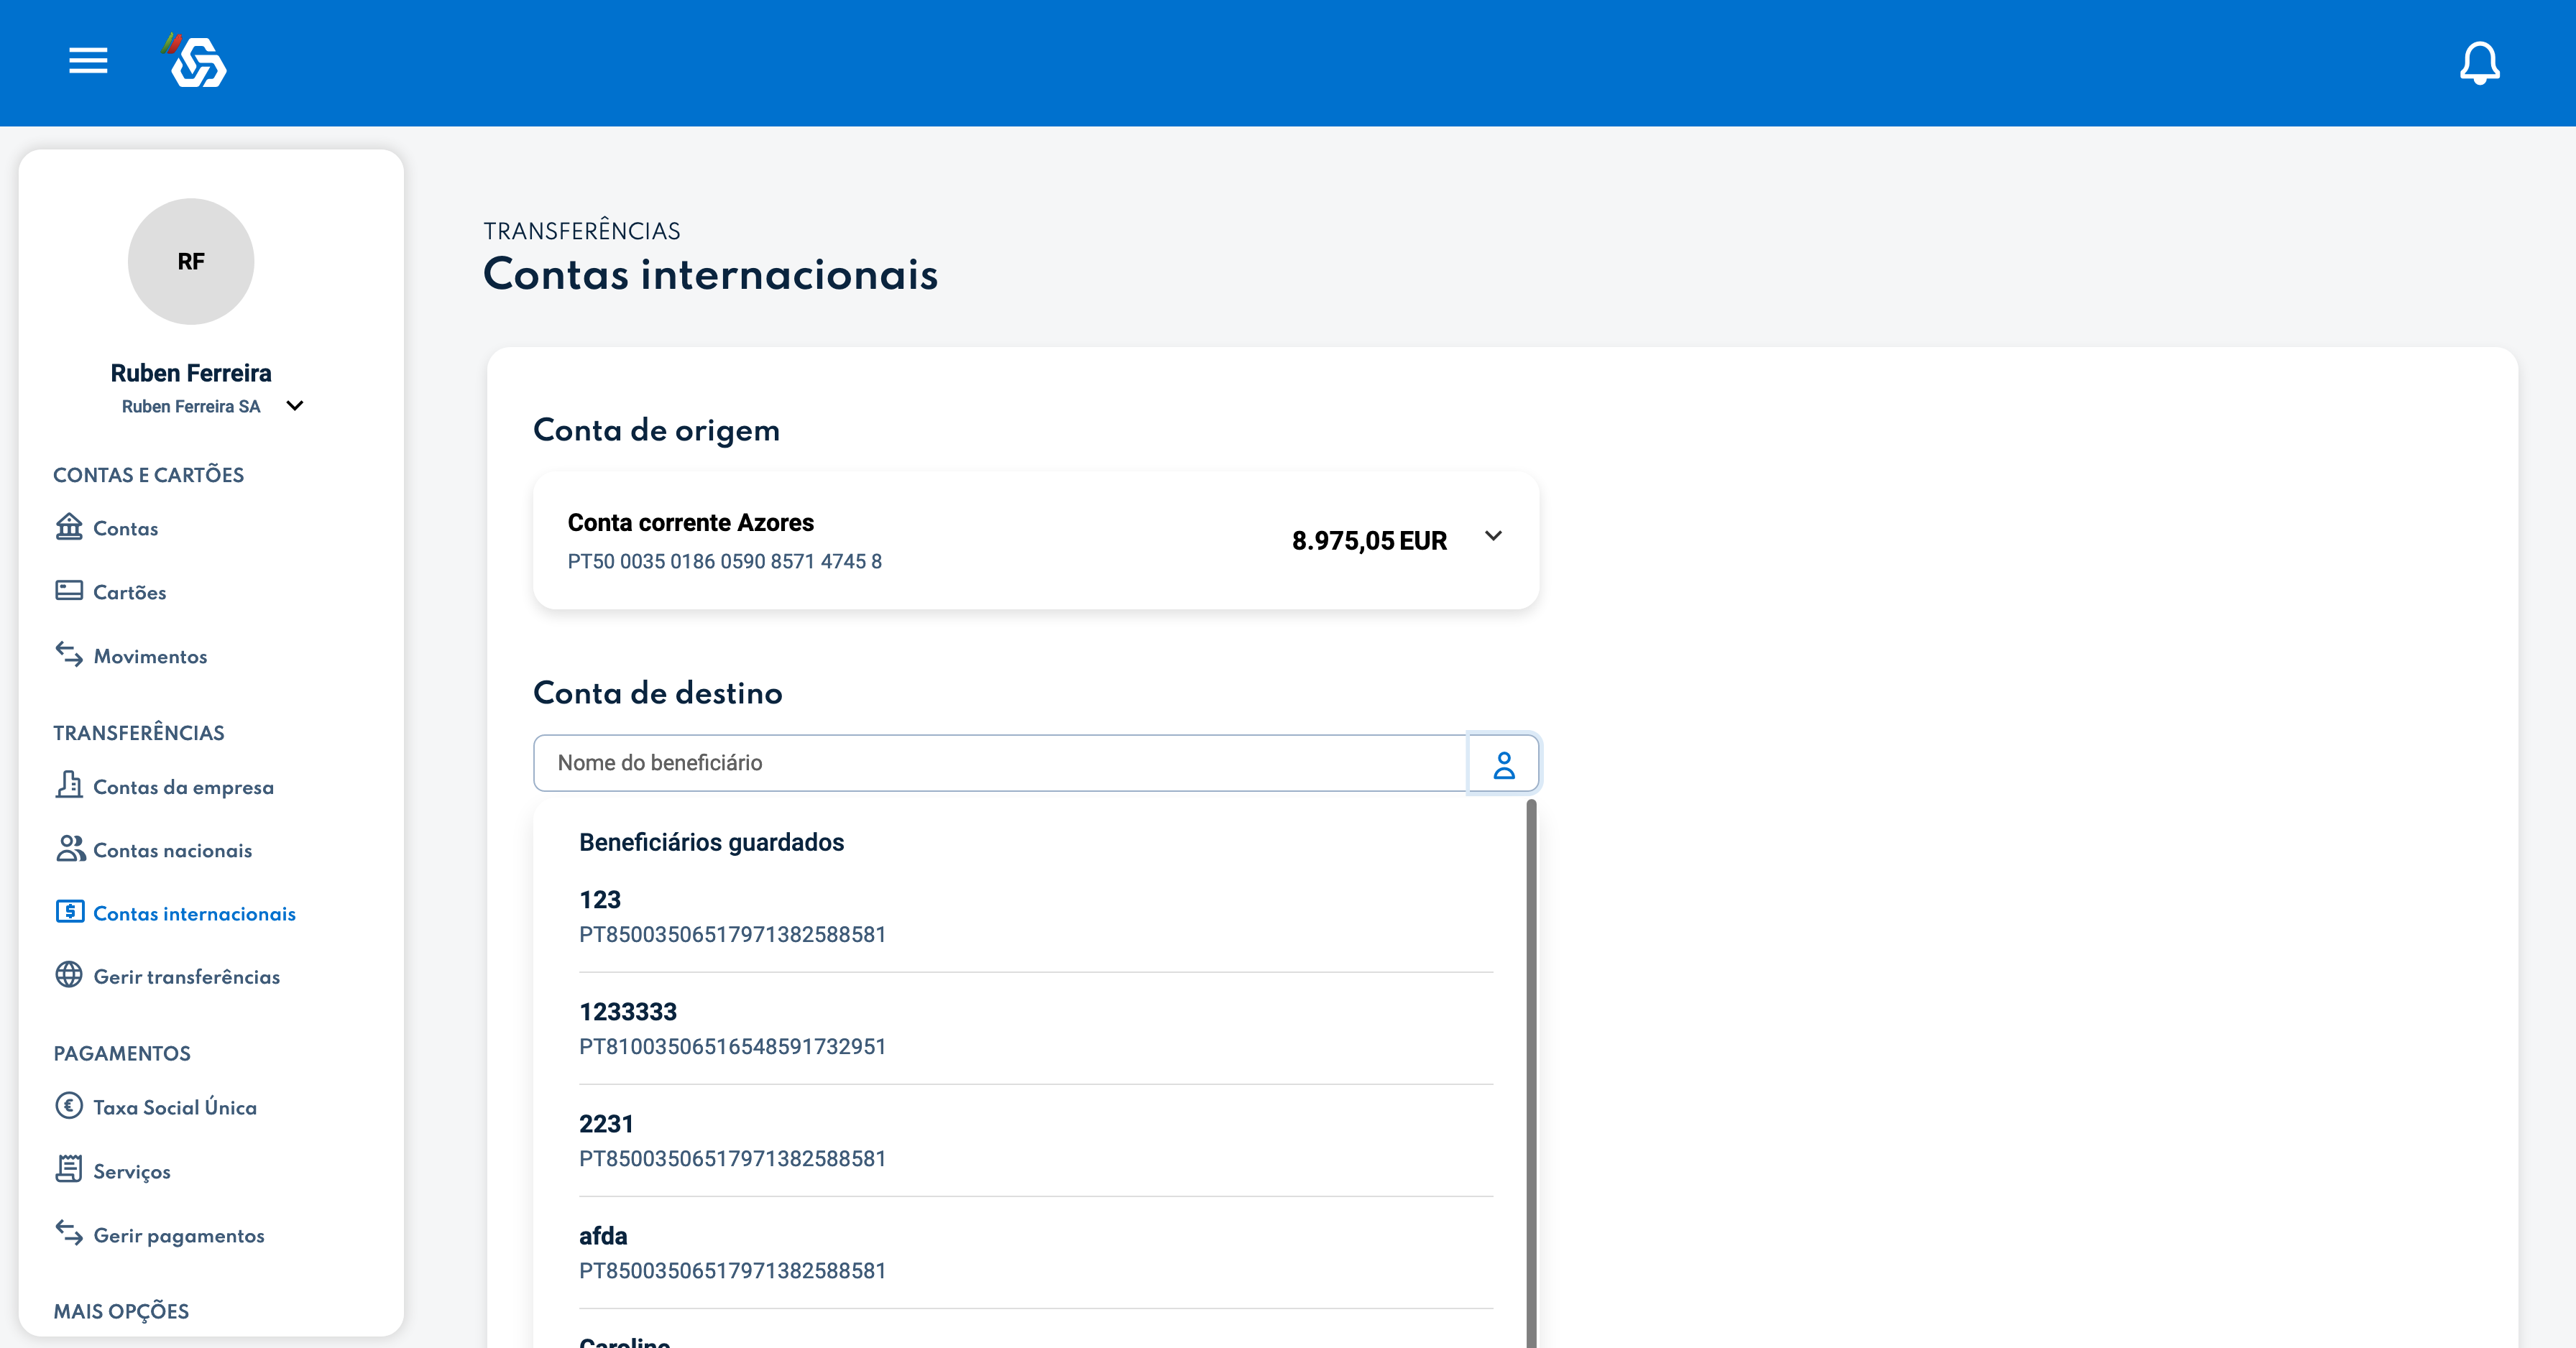 RF
Ruben Ferreira
Ruben Ferreira SA
CONTAS E CARTÕES
Contas
Cartões
Movimentos
TRANSFERÊNCIAS
Contas da empresa
Contas nacionais
Contas internacionais
Gerir transferências
PAGAMENTOS
Taxa Social Única
Serviços
Gerir pagamentos
MAIS OPÇÕES
TRANSFERÊNCIAS
Contas internacionais
Conta de origem
Conta corrente Azores
PT50 0035 0186 0590 8571 4745 8
8.975,05 EUR
Conta de destino
Nome do beneficiário
Beneficiários guardados
123
PT85003506517971382588581
1233333
PT81003506516548591732951
2231
PT85003506517971382588581
afda
PT85003506517971382588581